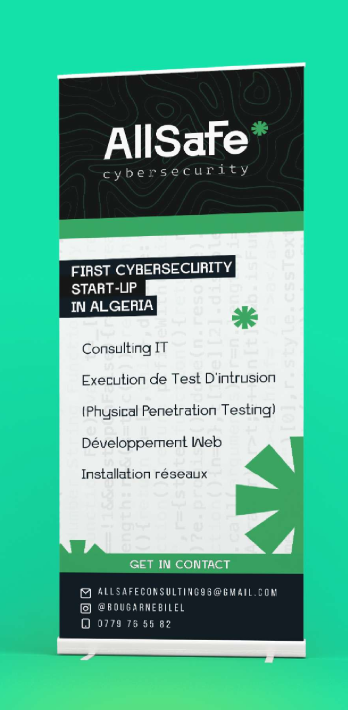 AllSaFe
cybersecurity
FIRST CYBERSECURITY
START-UP
IN ALGERIA
Consulting IT
Execution de Test D'intrusion
(Physical Penetration Testing)
Développement Web
Installation réseaux
GET IN CONTACT
ALLSAFECONSULTING96@GMAIL.COM
@BOUGARNEBILEL
0779 76 55 82